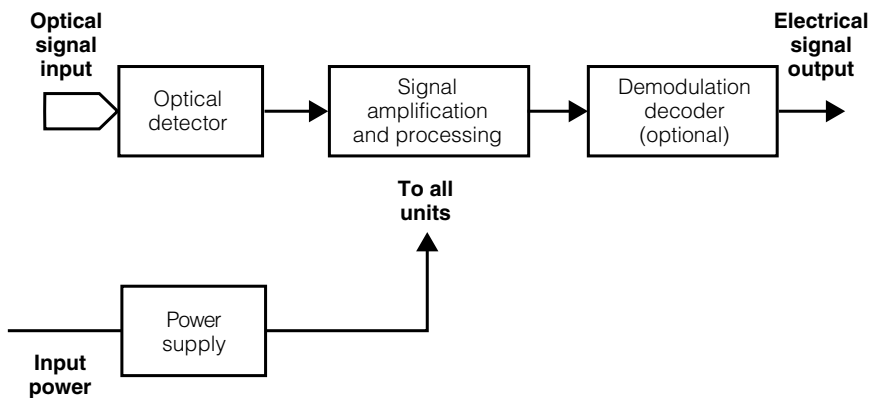 Optical
signal
input
Optical
detector
Signal
amplification
and processing
Demodulation
decoder
(optional)
Electrical
signal
output
To all
units
Power
supply
Input
power